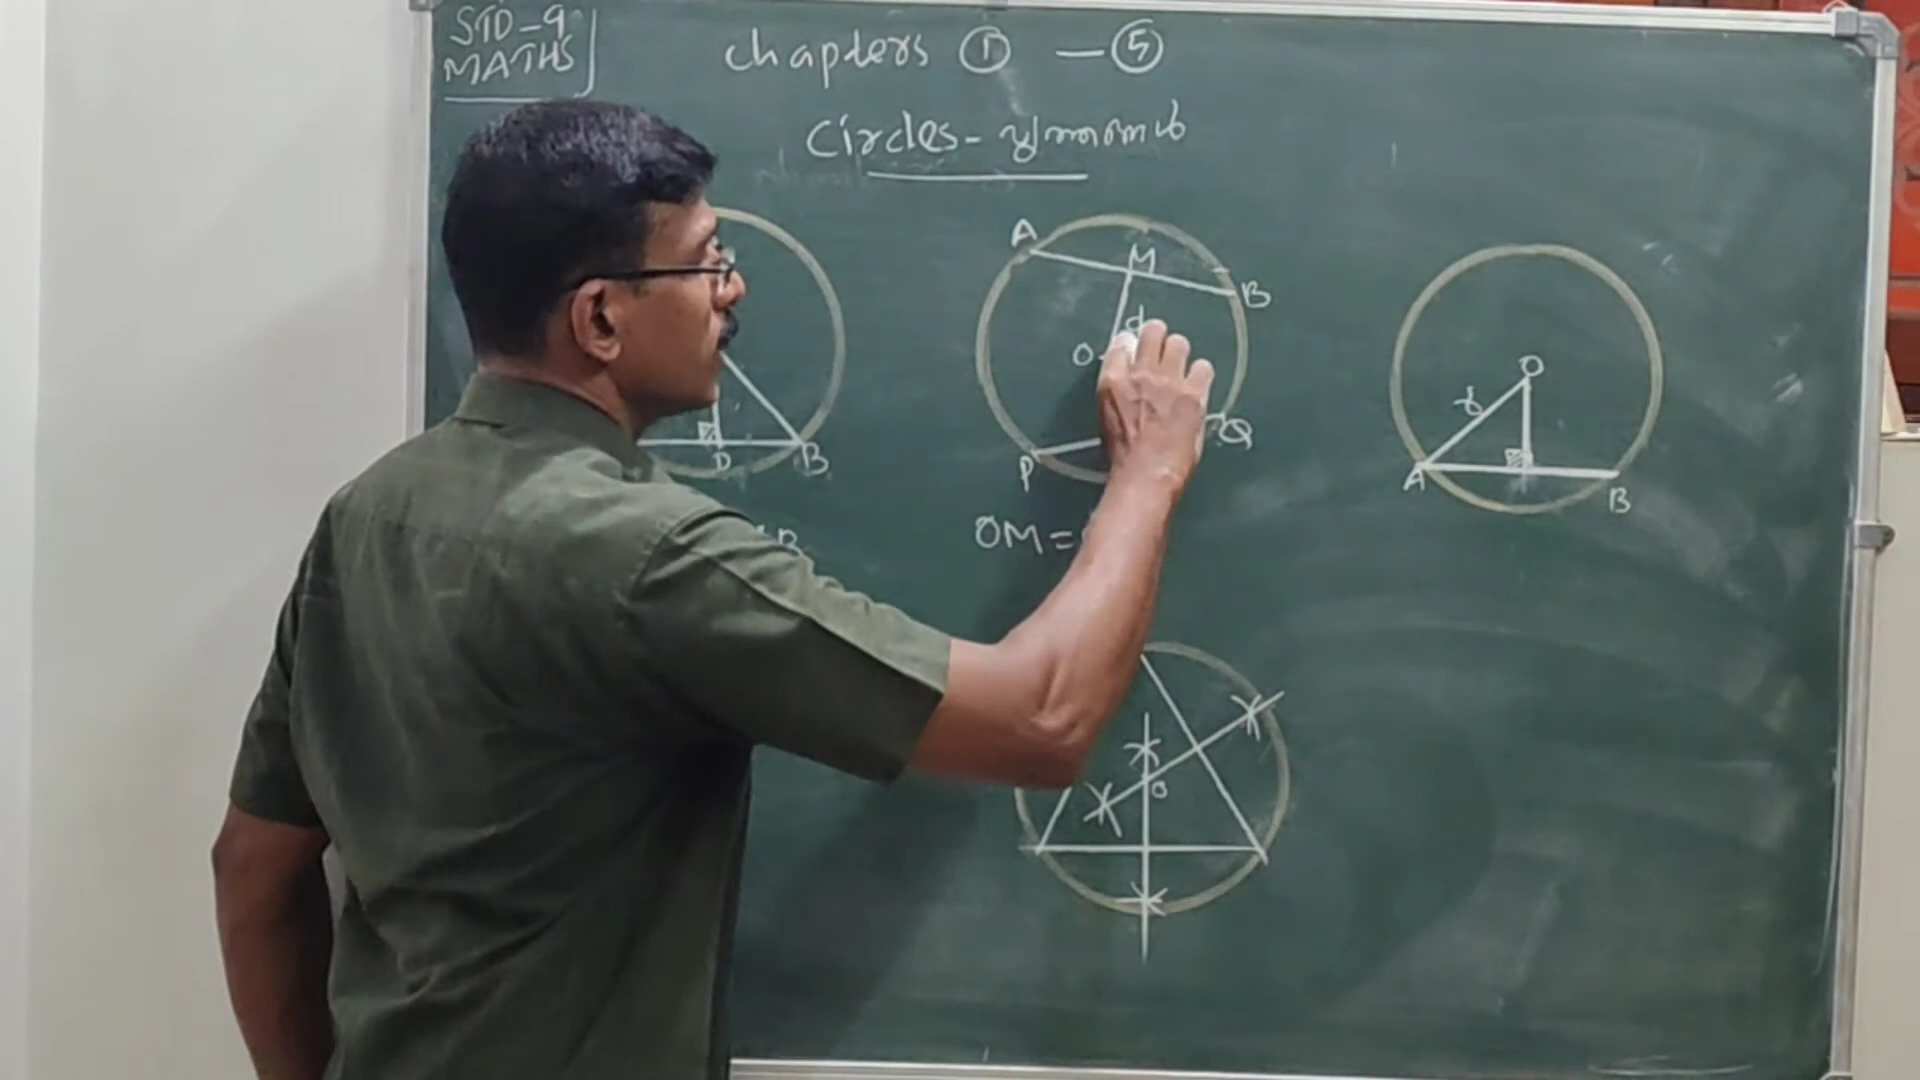 STD-9
MATHS
chapters ① — ⑤
Circles - വൃത്തങ്ങൾ
A
M
B
d
O
P
Q
D
B
B
OM =
O
r
A
B
O